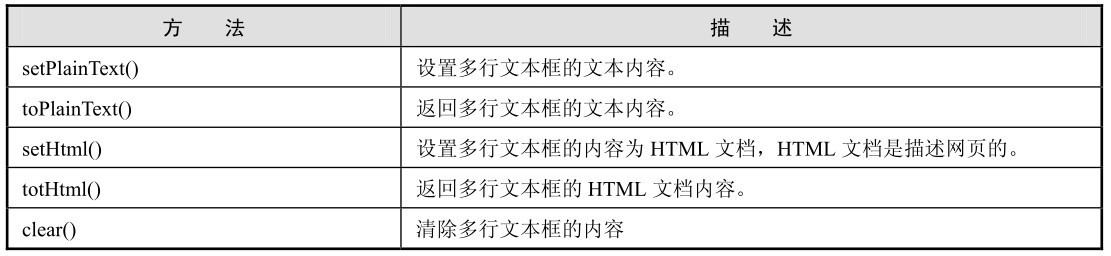 方 法 描 述
setPlainText() 设置多行文本框的文本内容。
toPlainText() 返回多行文本框的文本内容。
setHtml() 设置多行文本框的内容为 HTML 文档，HTML 文档是描述网页的。
totHtml() 返回多行文本框的 HTML 文档内容。
clear() 清除多行文本框的内容